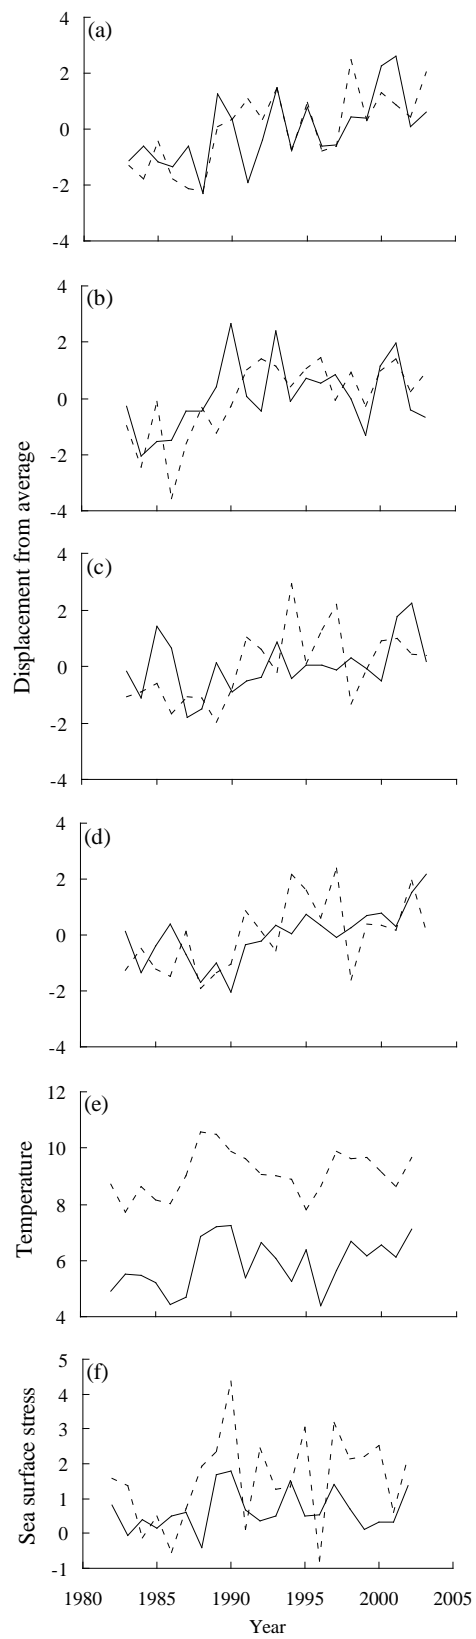 (a)
4
2
0
-2
-4
(b)
4
2
0
-2
-4
Displacement from average
(c)
4
2
0
-2
-4
(d)
4
2
0
-2
-4
(e)
12
10
8
6
4
Temperature
(f)
5
4
3
2
1
0
-1
Sea surface stress
1980 1985 1990 1995 2000 2005
Year